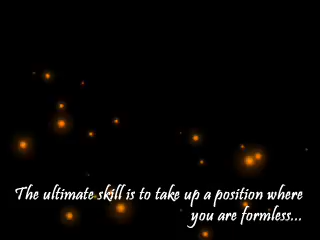 The ultimate skill is to take up a position where
you are formless...